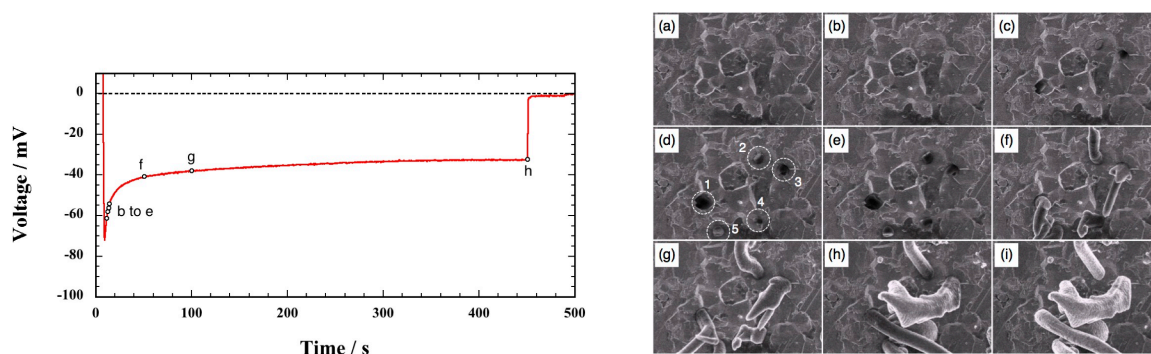 0
-20
-40
-60
-80
-100
Voltage / mV
f
g
h
b to e
0
100
200
300
400
500
Time / s
(a)
(b)
(c)
(d)
1
2
3
4
5
(e)
(f)
(g)
(h)
(i)